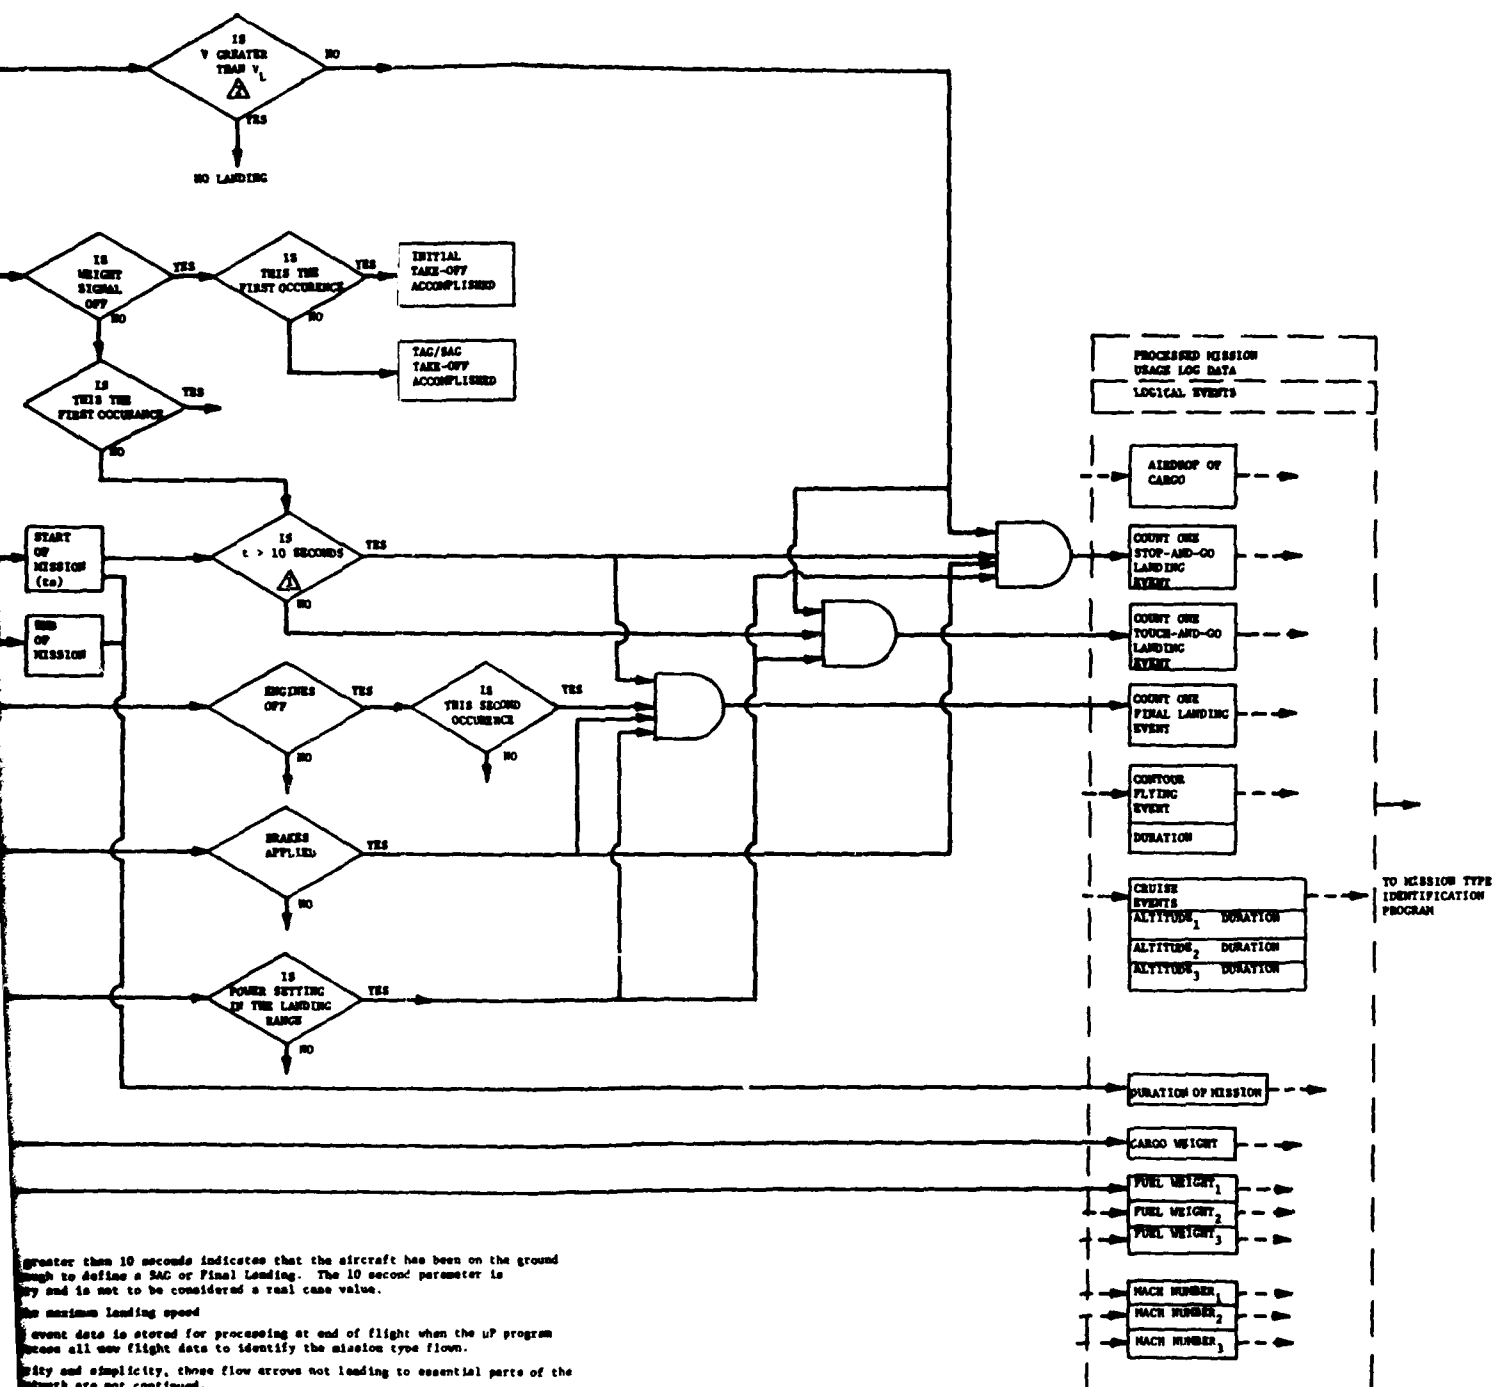 IS
V GREATER
THAN VL
2
NO
YES
NO LANDING
IS
WEIGHT
SIGNAL
OFF
YES
NO
IS
THIS THE
FIRST OCCURENCE
YES
NO
INITIAL
TAKE-OFF
ACCOMPLISHED
TAG/SAG
TAKE-OFF
ACCOMPLISHED
IS
THIS THE
FIRST OCCURANCE
YES
NO
START
OF
MISSION
(to)
END
OF
MISSION
IS
t > 10 SECONDS
1
YES
NO
ENGINES
OFF
YES
NO
IS
THIS SECOND
OCCURENCE
YES
NO
BRAKES
APPLIED
YES
NO
IS
POWER SETTING
IN THE LANDING
RANGE
YES
NO
PROCESSED MISSION
USAGE LOG DATA
LOGICAL EVENTS
AIRDROP OF
CARGO
COUNT ONE
STOP-AND-GO
LANDING
EVENT
COUNT ONE
TOUCH-AND-GO
LANDING
EVENT
COUNT ONE
FINAL LANDING
EVENT
CONTOUR
FLYING
EVENT
DURATION
CRUISE
EVENTS
ALTITUDE1 DURATION
ALTITUDE2 DURATION
ALTITUDE3 DURATION
TO MISSION TYPE
IDENTIFICATION
PROGRAM
DURATION OF MISSION
CARGO WEIGHT
FUEL WEIGHT1
FUEL WEIGHT2
FUEL WEIGHT3
MACH NUMBER1
MACH NUMBER2
MACH NUMBER3
greater than 10 seconds indicates that the aircraft has been on the ground
to define a SAG or Final Landing. The 10 second parameter is
and is not to be considered a real case value.
maximum landing speed
event data is stored for processing at end of flight when the uP program
all new flight data to identify the mission type flown.
and simplicity, those flow arrows not leading to essential parts of the
are not continued.